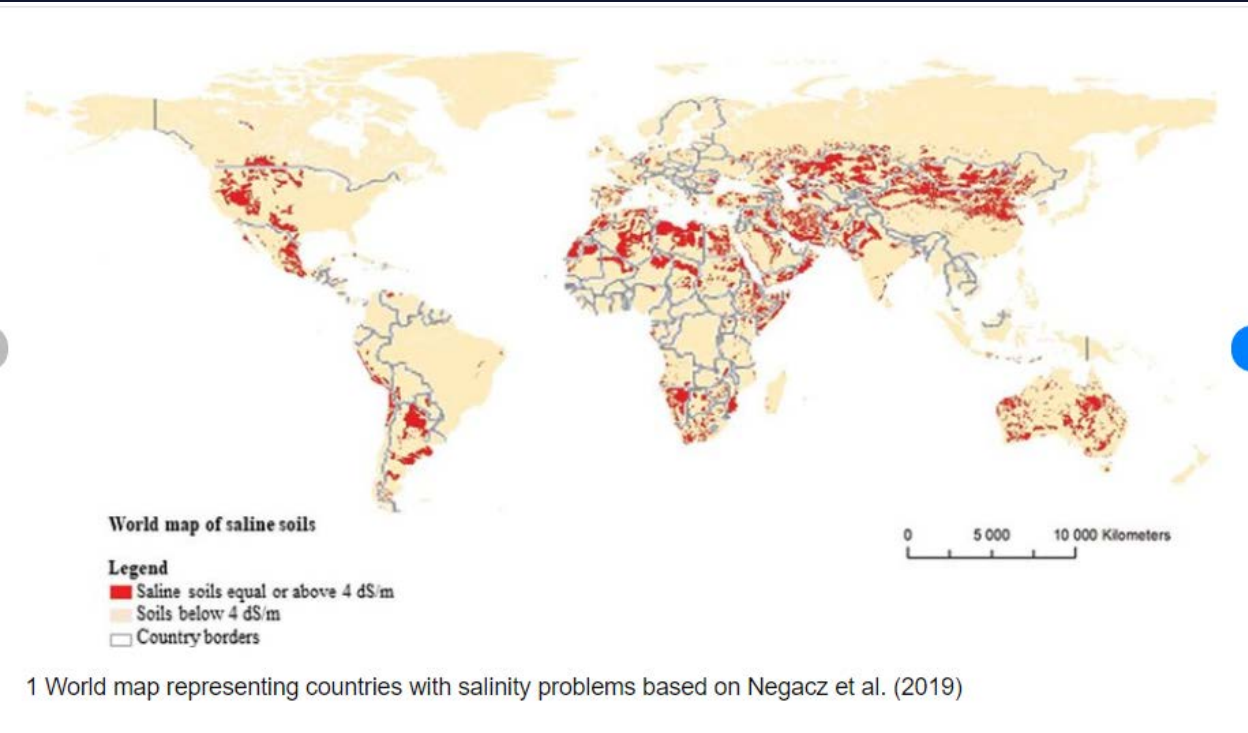 World map of saline soils
0 5 000 10 000 Kilometers
Legend
Saline soils equal or above 4 dS/m
Soils below 4 dS/m
Country borders
1 World map representing countries with salinity problems based on Negacz et al. (2019)